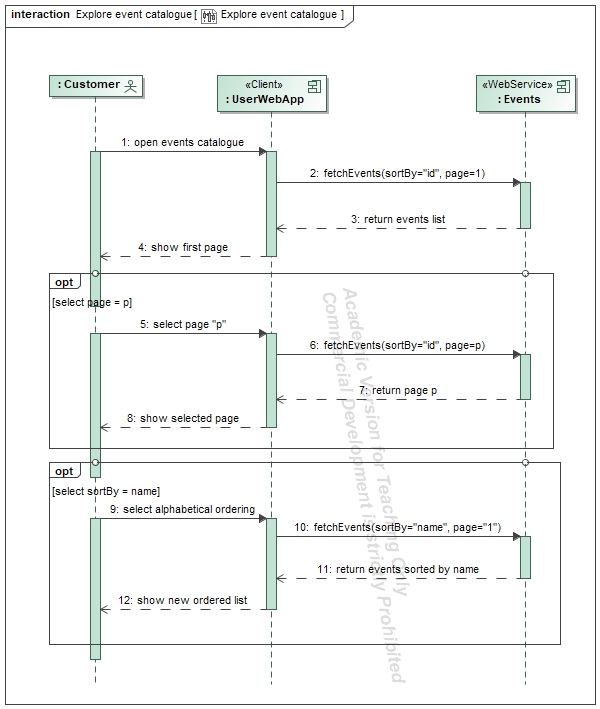 interaction Explore event catalogue [ Explore event catalogue ]
: Customer
«Client»
: UserWebApp
«WebService»
: Events
1: open events catalogue
2: fetchEvents(sortBy="id", page=1)
3: return events list
4: show first page
opt
[select page = p]
5: select page "p"
6: fetchEvents(sortBy="id", page=p)
7: return page p
8: show selected page
opt
[select sortBy = name]
9: select alphabetical ordering
10: fetchEvents(sortBy="name", page="1")
11: return events sorted by name
12: show new ordered list
Academic Version for Teaching Only
Commercial Development is strictly Prohibited